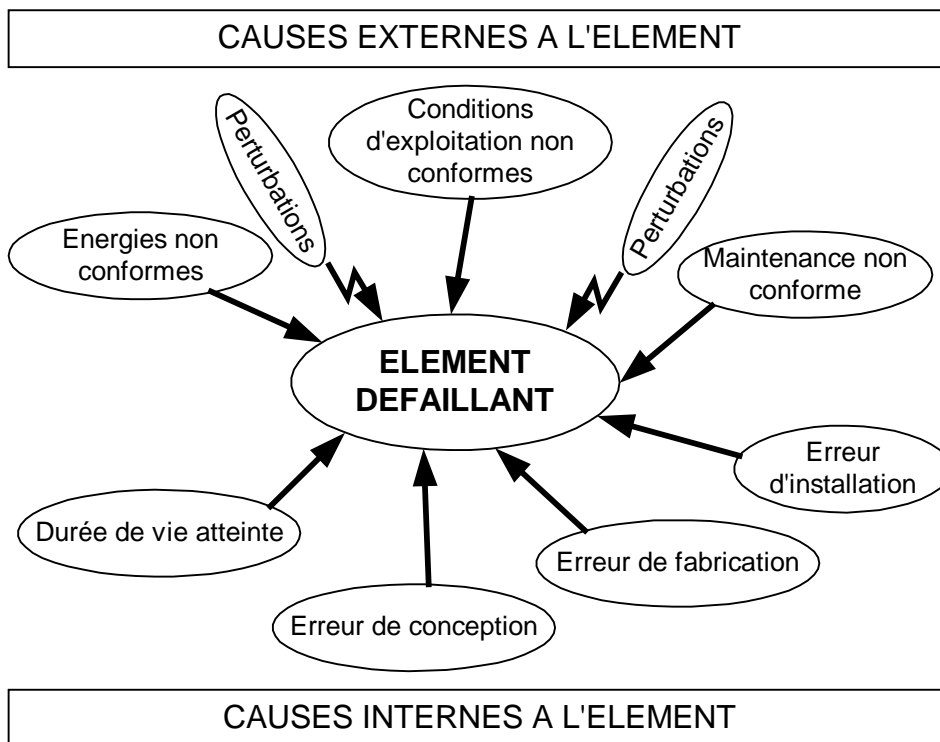 CAUSES EXTERNES A L'ELEMENT
Perturbations
Conditions
d'exploitation non
conformes
Perturbations
Energies non
conformes
Maintenance non
conforme
ELEMENT
DEFAILLANT
Erreur
d'installation
Durée de vie atteinte
Erreur de fabrication
Erreur de conception
CAUSES INTERNES A L'ELEMENT